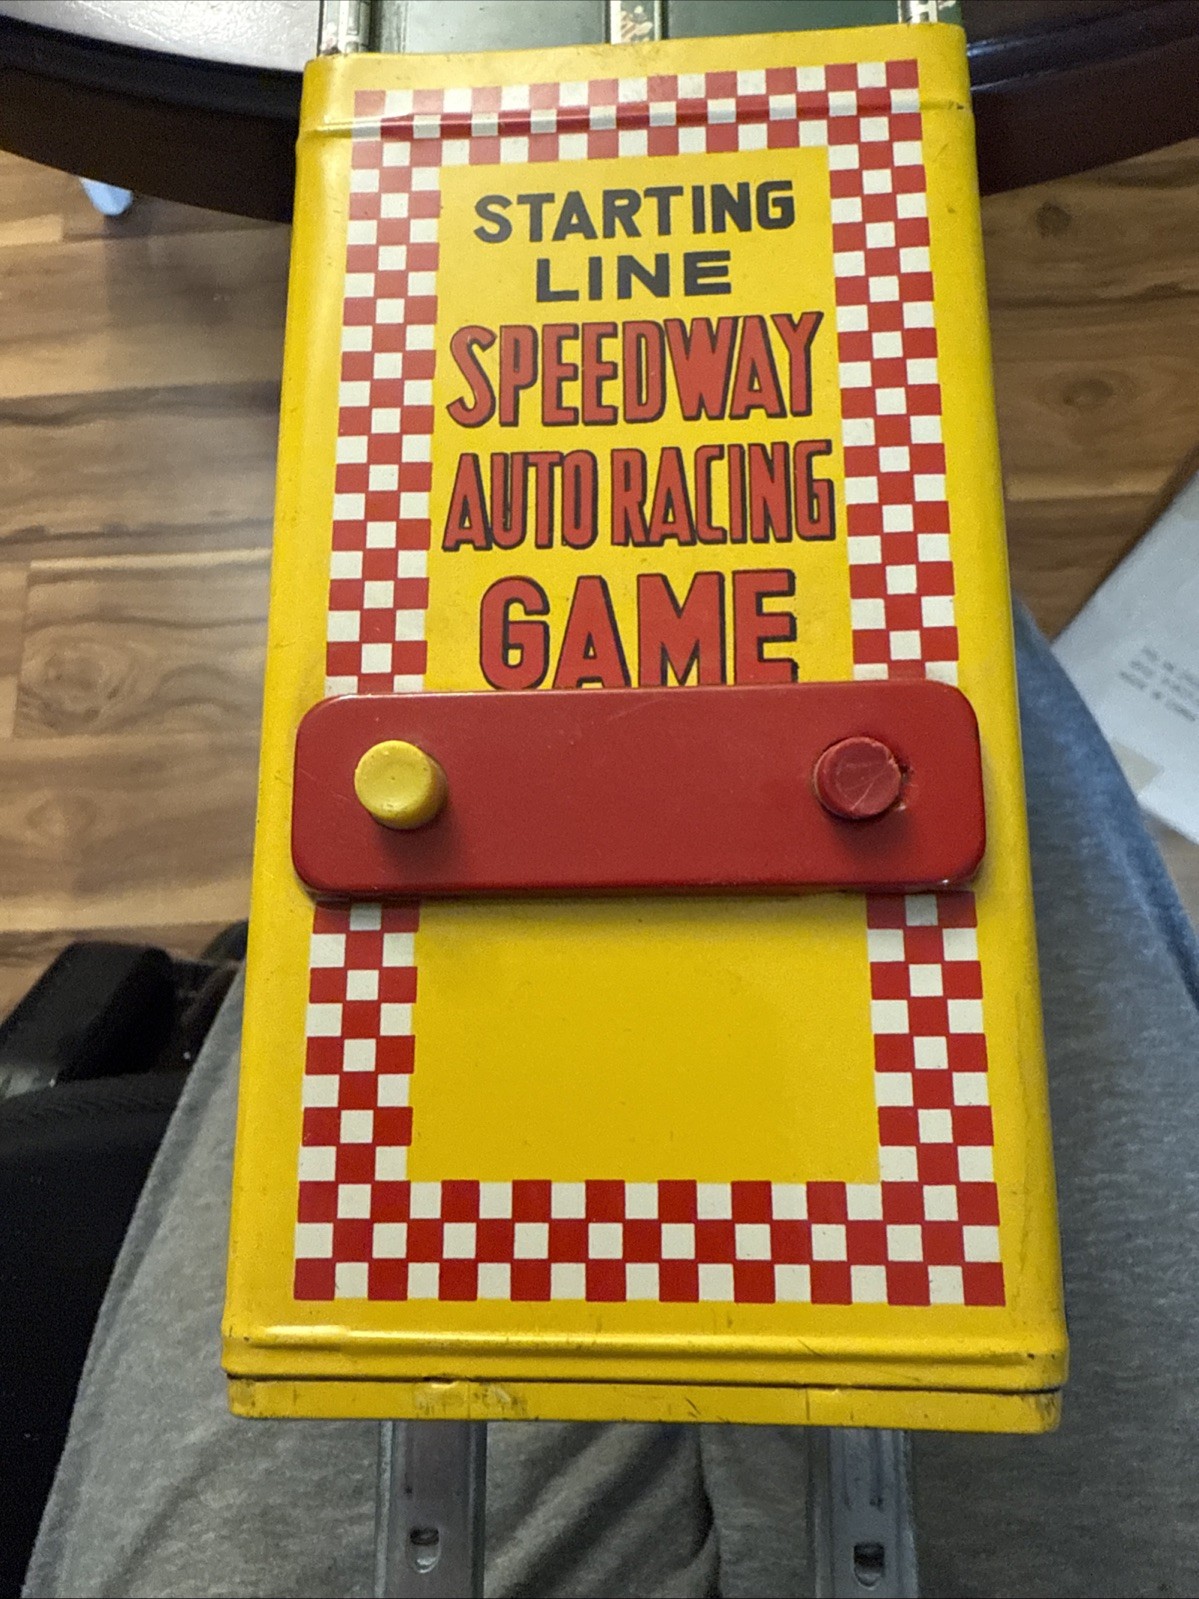 STARTING
LINE
SPEEDWAY
AUTO RACING
GAME